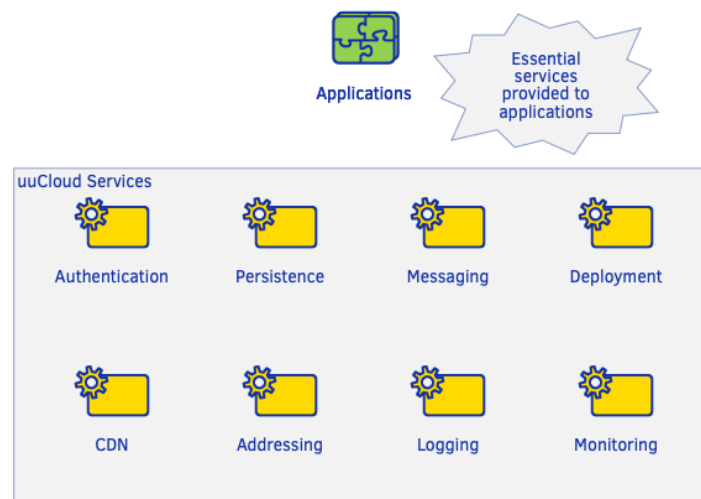 Applications
Essential
services
provided to
applications
uuCloud Services
Authentication
Persistence
Messaging
Deployment
CDN
Addressing
Logging
Monitoring